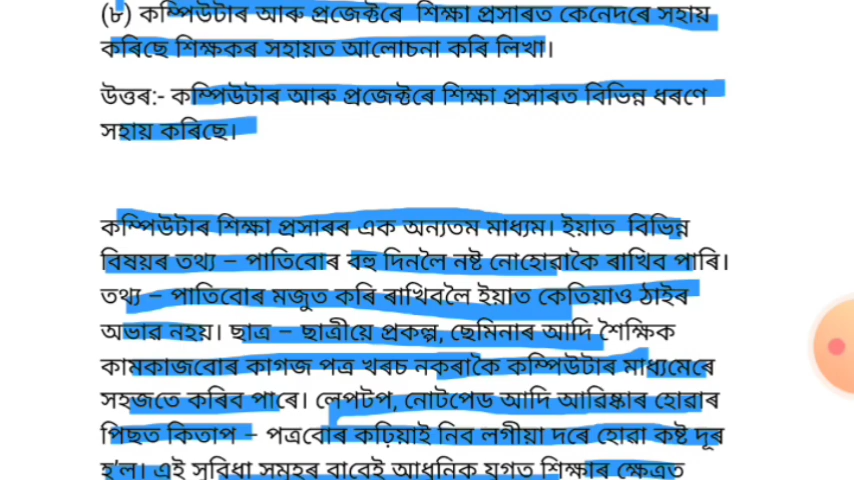 (৮) কম্পিউটাৰ আৰু প্ৰজেক্টৰে শিক্ষা প্ৰসাৰত কেনেদৰে সহায়
কৰিছে শিক্ষকৰ সহায়ত আলোচনা কৰি লিখা।
উত্তৰ:- কম্পিউটাৰ আৰু প্ৰজেক্টৰে শিক্ষা প্ৰসাৰত বিভিন্ন ধৰণে
সহায় কৰিছে।
কম্পিউটাৰ শিক্ষা প্ৰসাৰৰ এক অন্যতম মাধ্যম। ইয়াত বিভিন্ন
বিষয়ৰ তথ্য – পাতিবোৰ বহু দিনলৈ নষ্ট নোহোৱাকৈ ৰাখিব পাৰি।
তথ্য – পাতিবোৰ মজুত কৰি ৰাখিবলৈ ইয়াত কেতিয়াও ঠাইৰ
অভাৱ নহয়। ছাত্ৰ – ছাত্ৰীয়ে প্ৰকল্প, ছেমিনাৰ আদি শৈক্ষিক
কামকাজবোৰ কাগজ পত্ৰ খৰচ নকৰাকৈ কম্পিউটাৰ মাধ্যমেৰে
সহজতে কৰিব পাৰে। লেপটপ, নোটপেড আদি আৱিষ্কাৰ হোৱাৰ
পিছত কিতাপ – পত্ৰবোৰ কঢ়িয়াই নিব লগীয়া দৰে হোৱা কষ্ট দূৰ
হ'ল। এই সুবিধা সমূহৰ বাবেই আধুনিক যুগত শিক্ষাৰ ক্ষেত্ৰত